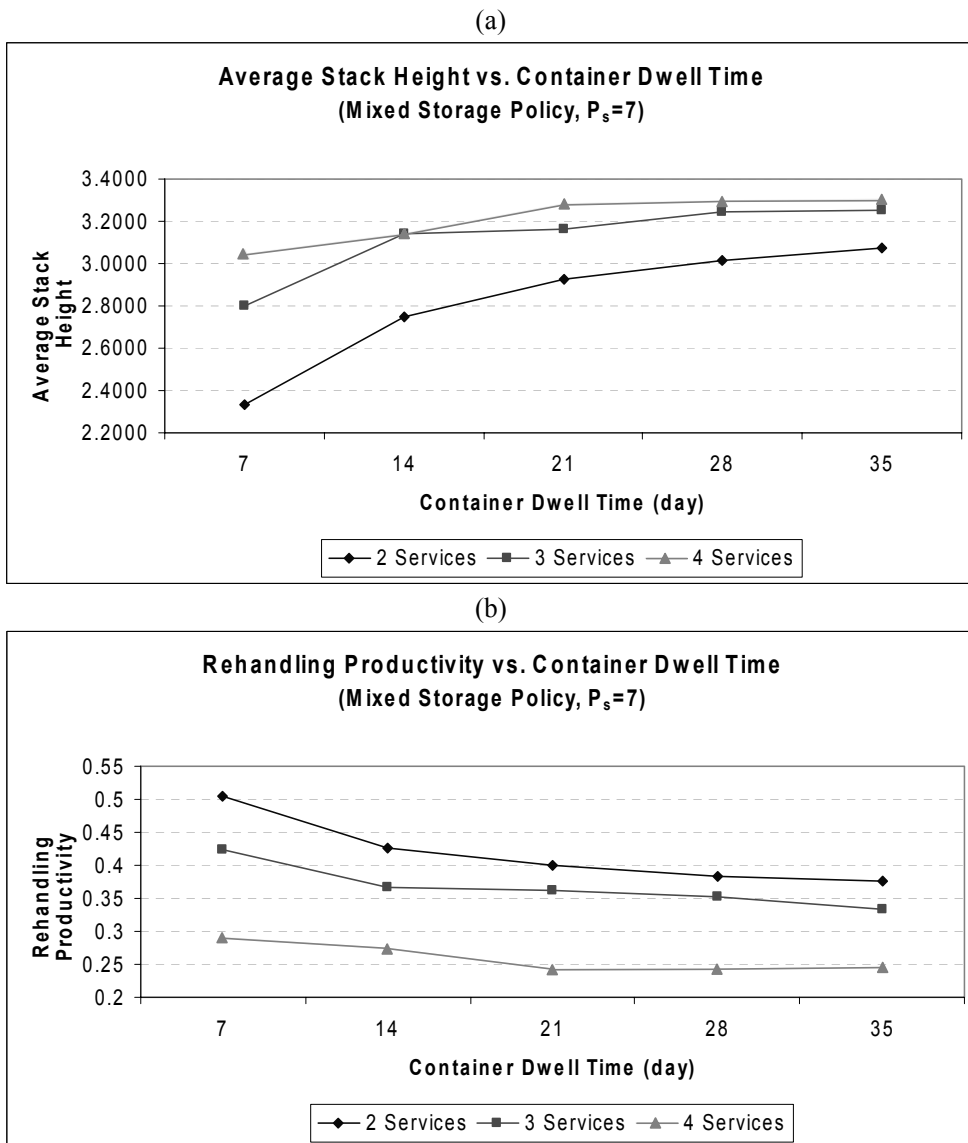 (a)
Average Stack Height vs. Container Dwell Time
(Mixed Storage Policy, Pₛ=7)
3.4000
3.2000
3.0000
2.8000
2.6000
2.4000
2.2000
Average Stack
Height
7 14 21 28 35
Container Dwell Time (day)
2 Services 3 Services 4 Services
(b)
Rehandling Productivity vs. Container Dwell Time
(Mixed Storage Policy, Pₛ=7)
0.55
0.5
0.45
0.4
0.35
0.3
0.25
0.2
Rehandling
Productivity
7 14 21 28 35
Container Dwell Time (day)
2 Services 3 Services 4 Services